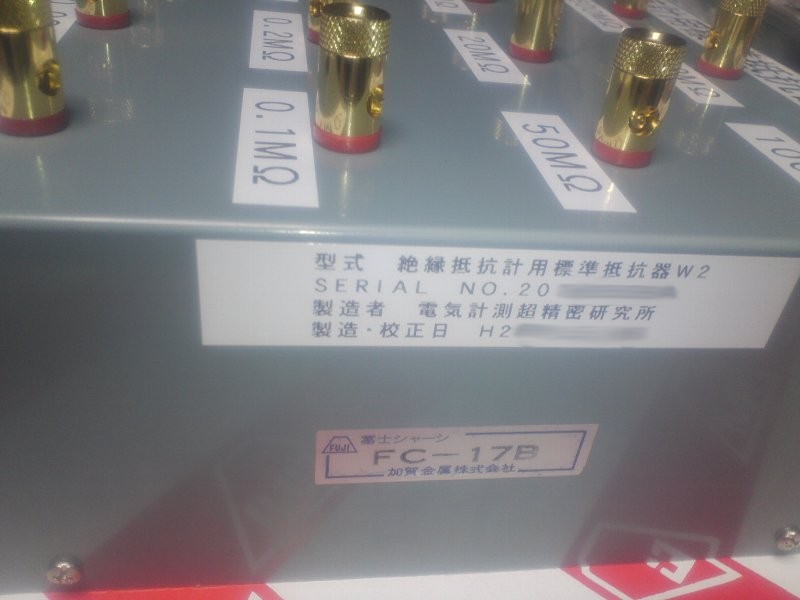 0.2MΩ
20MΩ
0.1MΩ
50MΩ
型式 絶縁抵抗計用標準抵抗器W2
SERIAL NO.20
製造者 電気計測超精密研究所
製造・校正日 H2
FUJI
富士シャーシ
FC-17B
加賀金属株式会社